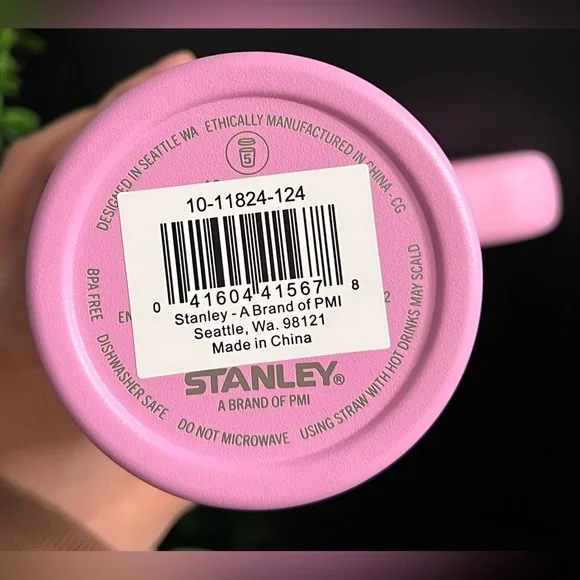 DESIGNED IN SEATTLE WA ETHICALLY MANUFACTURED IN CHINA - CG
5
10-11824-124
0 41604 41567 8
Stanley - A Brand of PMI
Seattle, Wa. 98121
Made in China
STANLEY®
A BRAND OF PMI
BPA FREE
DISHWASHER SAFE
DO NOT MICROWAVE
USING STRAW WITH HOT DRINKS MAY SCALD